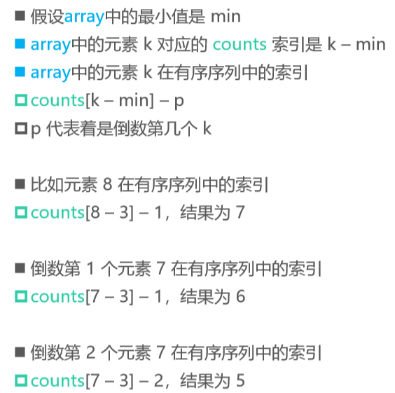 ■ 假设array中的最小值是 min
■ array中的元素 k 对应的 counts 索引是 k – min
■ array中的元素 k 在有序序列中的索引
counts[k – min] – p
p 代表着是倒数第几个 k
■ 比如元素 8 在有序序列中的索引
counts[8 – 3] – 1，结果为 7
■ 倒数第 1 个元素 7 在有序序列中的索引
counts[7 – 3] – 1，结果为 6
■ 倒数第 2 个元素 7 在有序序列中的索引
counts[7 – 3] – 2，结果为 5